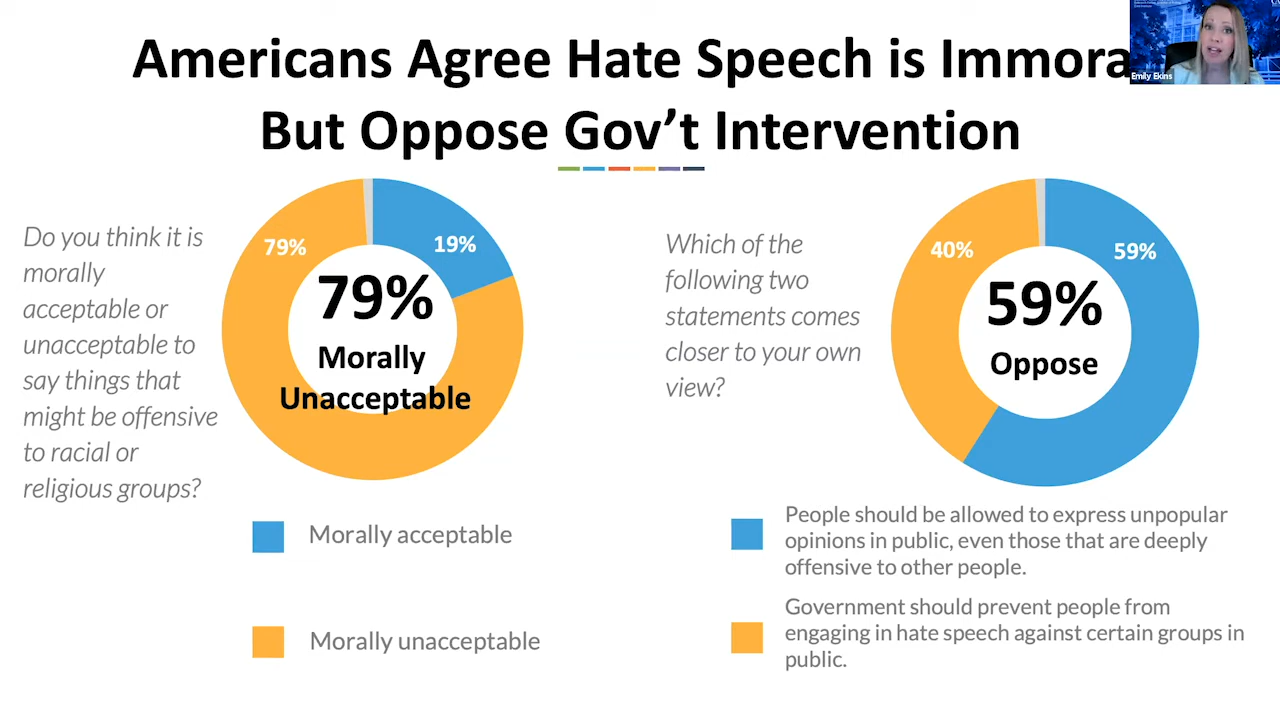 Americans Agree Hate Speech is Immora
But Oppose Gov't Intervention
Emily Ekins
Do you think it is
morally
acceptable or
unacceptable to
say things that
might be offensive
to racial or
religious groups?
79%
19%
79%
Morally
Unacceptable
Morally acceptable
Morally unacceptable
Which of the
following two
statements comes
closer to your own
view?
40%
59%
59%
Oppose
People should be allowed to express unpopular
opinions in public, even those that are deeply
offensive to other people.
Government should prevent people from
engaging in hate speech against certain groups in
public.